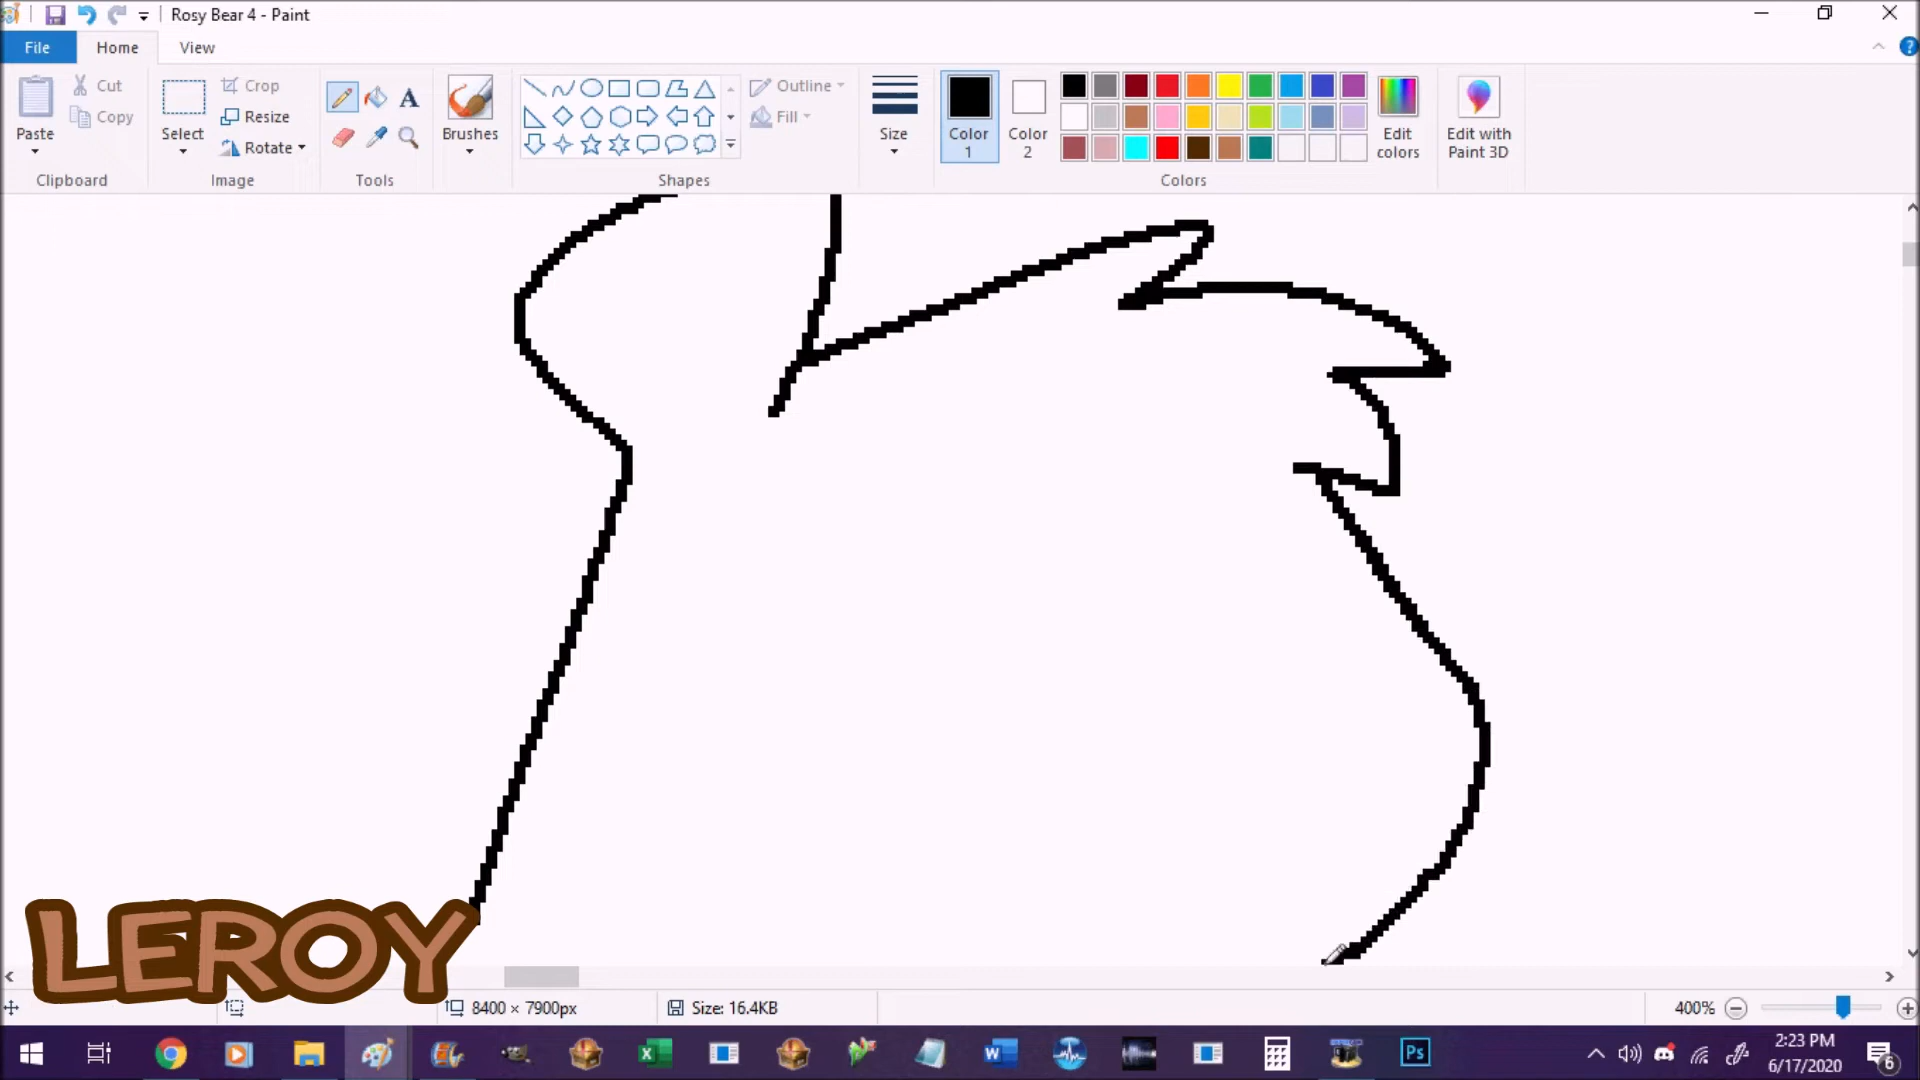 Rosy Bear 4 - Paint
File Home View
Paste
Cut
Copy
Clipboard
Select
Crop
Resize
Rotate
Image
A
Tools
Brushes
Shapes
Outline
Fill
Size
Color 1
Color 2
Colors
Edit colors
Edit with Paint 3D
LEROY
8400 × 7900px
Size: 16.4KB
400%
2:23 PM
6/17/2020
6
Ps